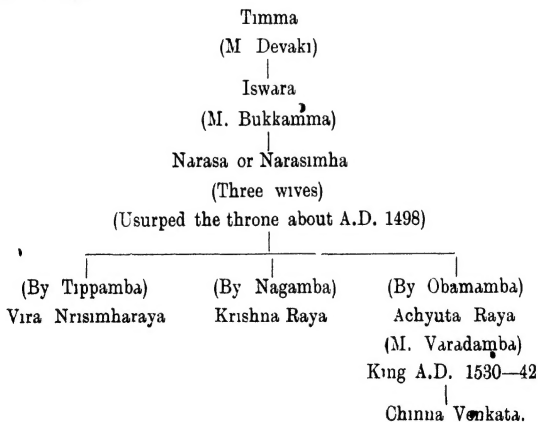 Timma
(M Devaki)
Iswara
(M. Bukkamma)
Narasa or Narasimha
(Three wives)
(Usurped the throne about A.D. 1498)
(By Tippamba) (By Nagamba) (By Obamamba)
Vira Nrisimharaya Krishna Raya Achyuta Raya
(M. Varadamba)
King A.D. 1530—42
Chinna Venkata.